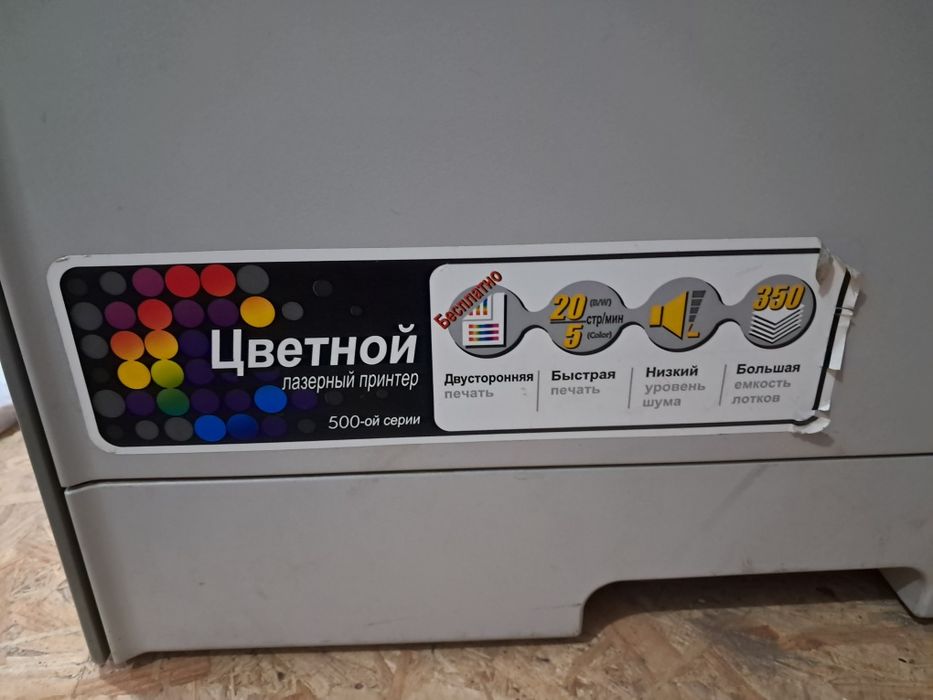 Цветной
лазерный принтер
500-ой серии
Бесплатно
20 (B/W)
стр/мин
5 (Color)
350
Двусторонняя
печать
Быстрая
печать
Низкий
уровень
шума
Большая
емкость
лотков